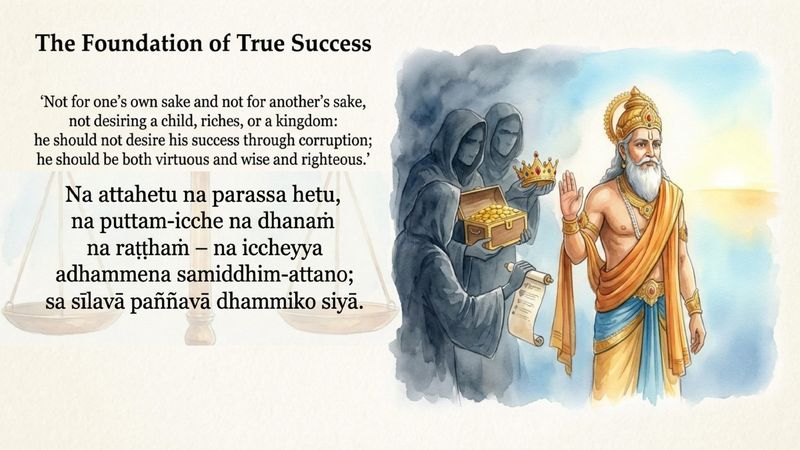 The Foundation of True Success
‘Not for one’s own sake and not for another’s sake,
not desiring a child, riches, or a kingdom:
he should not desire his success through corruption;
he should be both virtuous and wise and righteous.’
Na attahetu na parassa hetu,
na puttam-icche na dhanaṁ
na raṭṭhaṁ – na iccheyya
adhammena samiddhim-attano;
sa sīlavā paññavā dhammiko siyā.